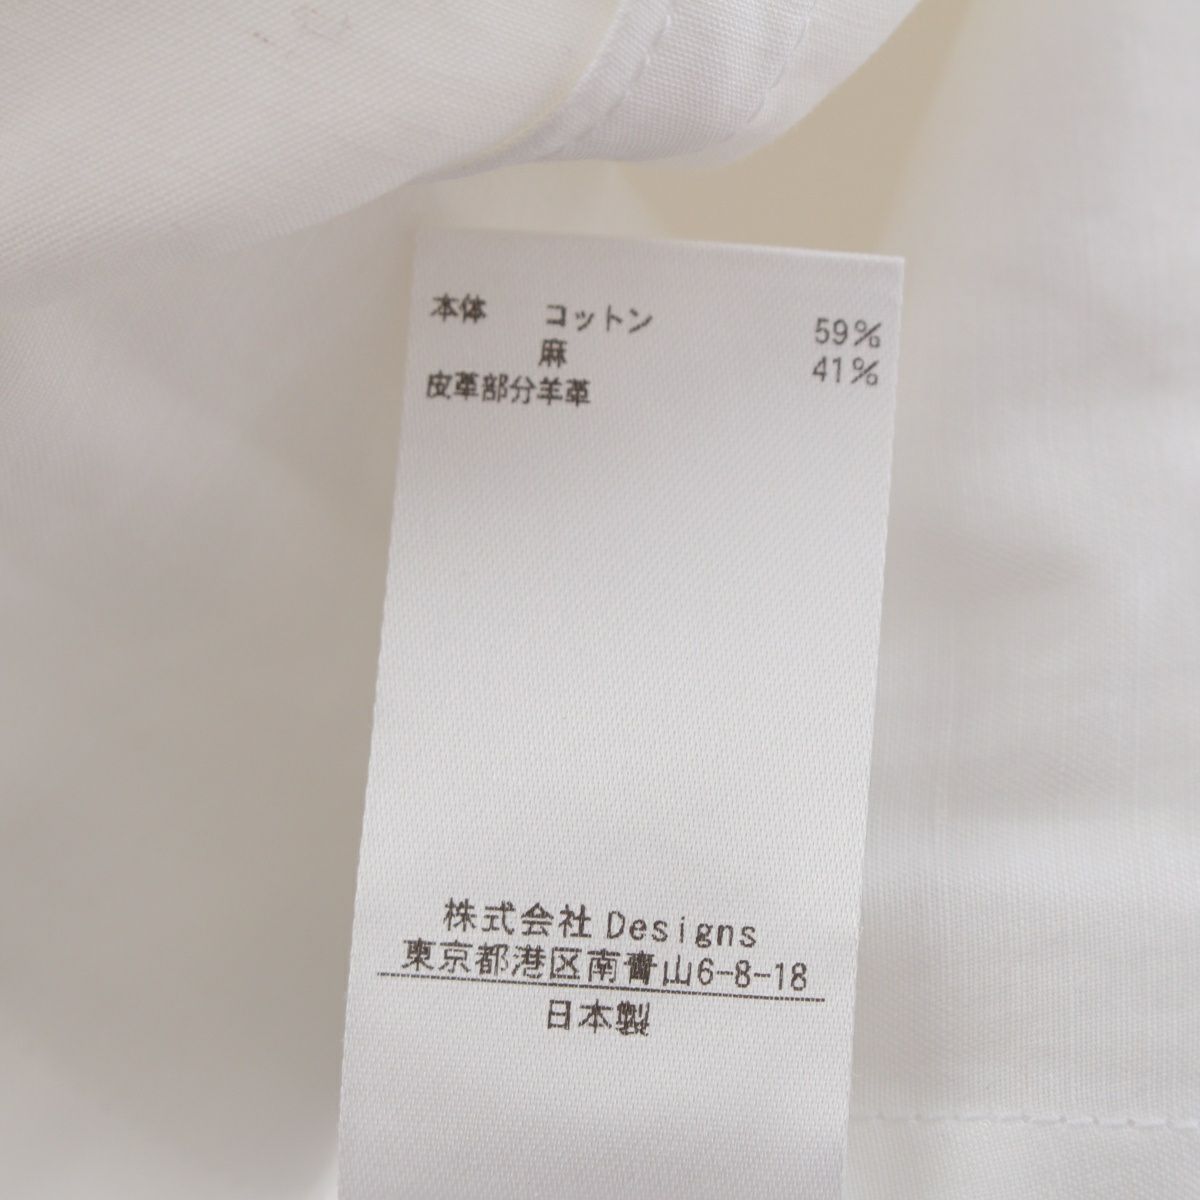 本体 コットン 59%
麻 41%
皮革部分羊革
株式会社 Designs
東京都港区南青山6-8-18
日本製